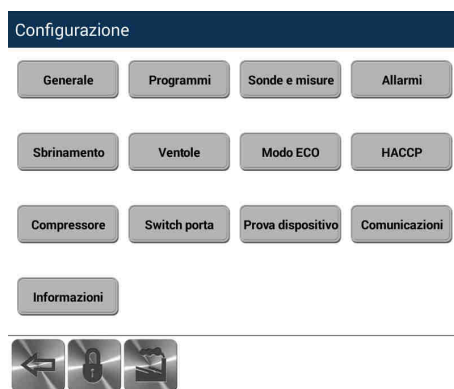 Configurazione
Generale
Programmi
Sonde e misure
Allarmi
Sbrinamento
Ventole
Modo ECO
HACCP
Compressore
Switch porta
Prova dispositivo
Comunicazioni
Informazioni